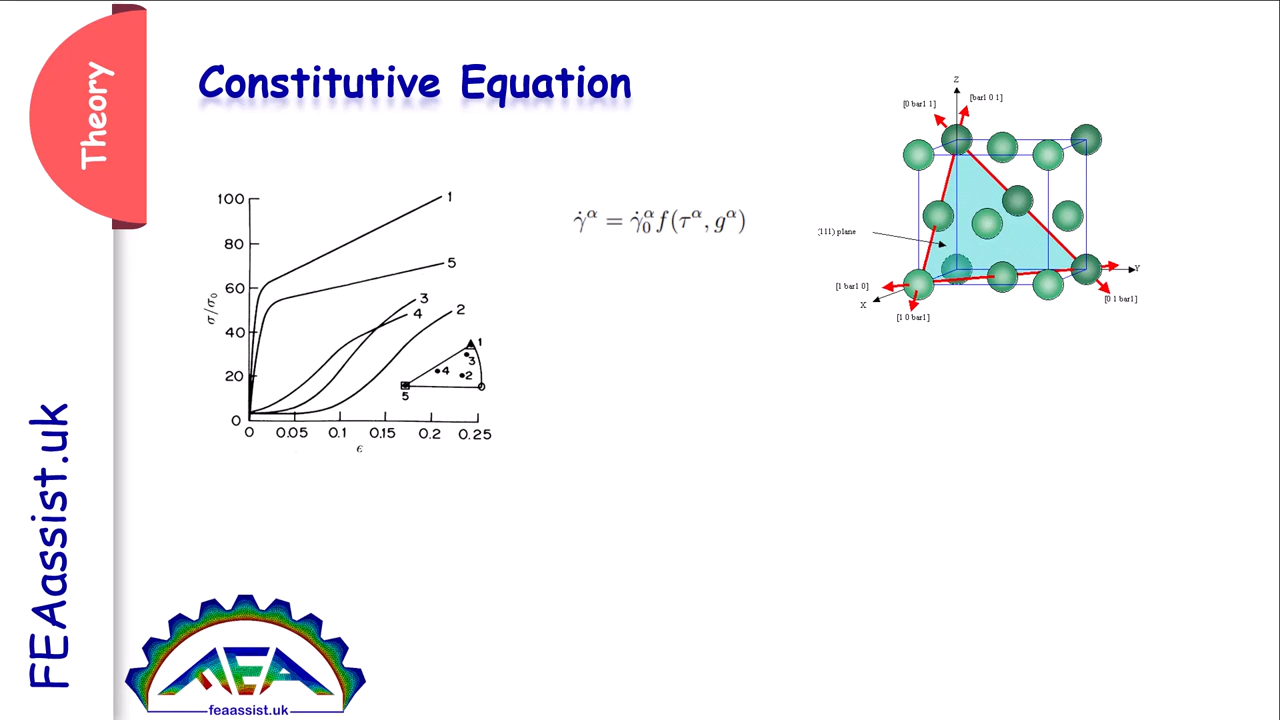 Theory
FEAassist.uk
Constitutive Equation
100
80
60
40
20
0
σ/σ₀
0 0.05 0.1 0.15 0.2 0.25
ϵ
1
5
3
4
2
1
3
4
2
5
γ̇^α = γ̇₀^α f(τ^α, g^α)
Z
[0 bar1 1]
[bar1 0 1]
(111) plane
Y
[1 bar1 0]
X
[0 1 bar1]
[1 0 bar1]
FEA
feaassist.uk